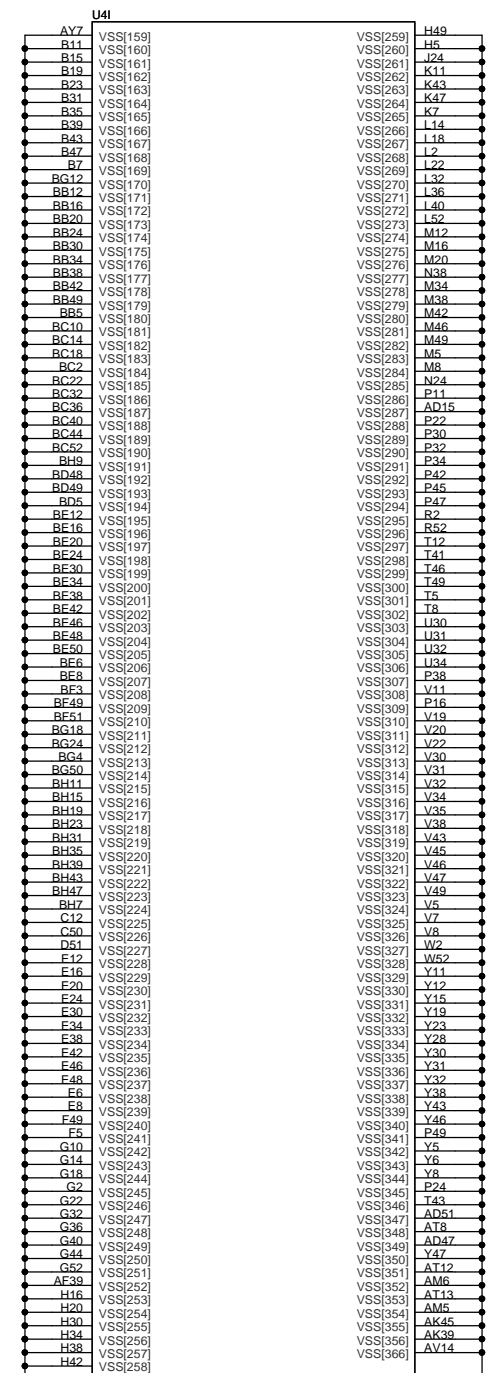 U4I
AY7 VSS[159]
B11 VSS[160]
B15 VSS[161]
B19 VSS[162]
B23 VSS[163]
B31 VSS[164]
B35 VSS[165]
B39 VSS[166]
B43 VSS[167]
B47 VSS[168]
B7 VSS[169]
BG12 VSS[170]
BB12 VSS[171]
BB16 VSS[172]
BB20 VSS[173]
BB24 VSS[174]
BB30 VSS[175]
BB34 VSS[176]
BB38 VSS[177]
BB42 VSS[178]
BB49 VSS[179]
BB5 VSS[180]
BC10 VSS[181]
BC14 VSS[182]
BC18 VSS[183]
BC2 VSS[184]
BC22 VSS[185]
BC32 VSS[186]
BC36 VSS[187]
BC40 VSS[188]
BC44 VSS[189]
BC52 VSS[190]
BH9 VSS[191]
BD48 VSS[192]
BD49 VSS[193]
BD5 VSS[194]
BE12 VSS[195]
BE16 VSS[196]
BE20 VSS[197]
BE24 VSS[198]
BE30 VSS[199]
BE34 VSS[200]
BE38 VSS[201]
BE42 VSS[202]
BE46 VSS[203]
BE48 VSS[204]
BE50 VSS[205]
BE6 VSS[206]
BE8 VSS[207]
BF3 VSS[208]
BF49 VSS[209]
BF51 VSS[210]
BG18 VSS[211]
BG24 VSS[212]
BG4 VSS[213]
BG50 VSS[214]
BH11 VSS[215]
BH15 VSS[216]
BH19 VSS[217]
BH23 VSS[218]
BH31 VSS[219]
BH35 VSS[220]
BH39 VSS[221]
BH43 VSS[222]
BH47 VSS[223]
BH7 VSS[224]
C12 VSS[225]
C50 VSS[226]
D51 VSS[227]
E12 VSS[228]
E16 VSS[229]
E20 VSS[230]
E24 VSS[231]
E30 VSS[232]
E34 VSS[233]
E38 VSS[234]
E42 VSS[235]
E46 VSS[236]
E48 VSS[237]
E6 VSS[238]
E8 VSS[239]
F49 VSS[240]
F5 VSS[241]
G10 VSS[242]
G14 VSS[243]
G18 VSS[244]
G2 VSS[245]
G22 VSS[246]
G32 VSS[247]
G36 VSS[248]
G40 VSS[249]
G44 VSS[250]
G52 VSS[251]
AF39 VSS[252]
H16 VSS[253]
H20 VSS[254]
H30 VSS[255]
H34 VSS[256]
H38 VSS[257]
H42 VSS[258]
VSS[259] H49
VSS[260] H5
VSS[261] J24
VSS[262] K11
VSS[263] K43
VSS[264] K47
VSS[265] K7
VSS[266] L14
VSS[267] L18
VSS[268] L2
VSS[269] L22
VSS[270] L32
VSS[271] L36
VSS[272] L40
VSS[273] L52
VSS[274] M12
VSS[275] M16
VSS[276] M20
VSS[277] N38
VSS[278] M34
VSS[279] M38
VSS[280] M42
VSS[281] M46
VSS[282] M49
VSS[283] M5
VSS[284] M8
VSS[285] N24
VSS[286] P11
VSS[287] AD15
VSS[288] P22
VSS[289] P30
VSS[290] P32
VSS[291] P34
VSS[292] P42
VSS[293] P45
VSS[294] P47
VSS[295] R2
VSS[296] R52
VSS[297] T12
VSS[298] T41
VSS[299] T46
VSS[300] T49
VSS[301] T5
VSS[302] T8
VSS[303] U30
VSS[304] U31
VSS[305] U32
VSS[306] U34
VSS[307] P38
VSS[308] V11
VSS[309] P16
VSS[310] V19
VSS[311] V20
VSS[312] V22
VSS[313] V30
VSS[314] V31
VSS[315] V32
VSS[316] V34
VSS[317] V35
VSS[318] V38
VSS[319] V43
VSS[320] V45
VSS[321] V46
VSS[322] V47
VSS[323] V49
VSS[324] V5
VSS[325] V7
VSS[326] V8
VSS[327] W2
VSS[328] W52
VSS[329] Y11
VSS[330] Y12
VSS[331] Y15
VSS[332] Y19
VSS[333] Y23
VSS[334] Y28
VSS[335] Y30
VSS[336] Y31
VSS[337] Y32
VSS[338] Y38
VSS[339] Y43
VSS[340] Y46
VSS[341] P49
VSS[342] Y5
VSS[343] Y6
VSS[344] Y8
VSS[345] P24
VSS[346] T43
VSS[347] AD51
VSS[348] AT8
VSS[349] AD47
VSS[350] Y47
VSS[351] AT12
VSS[352] AM6
VSS[353] AT13
VSS[354] AM5
VSS[355] AK45
VSS[356] AK39
VSS[366] AV14